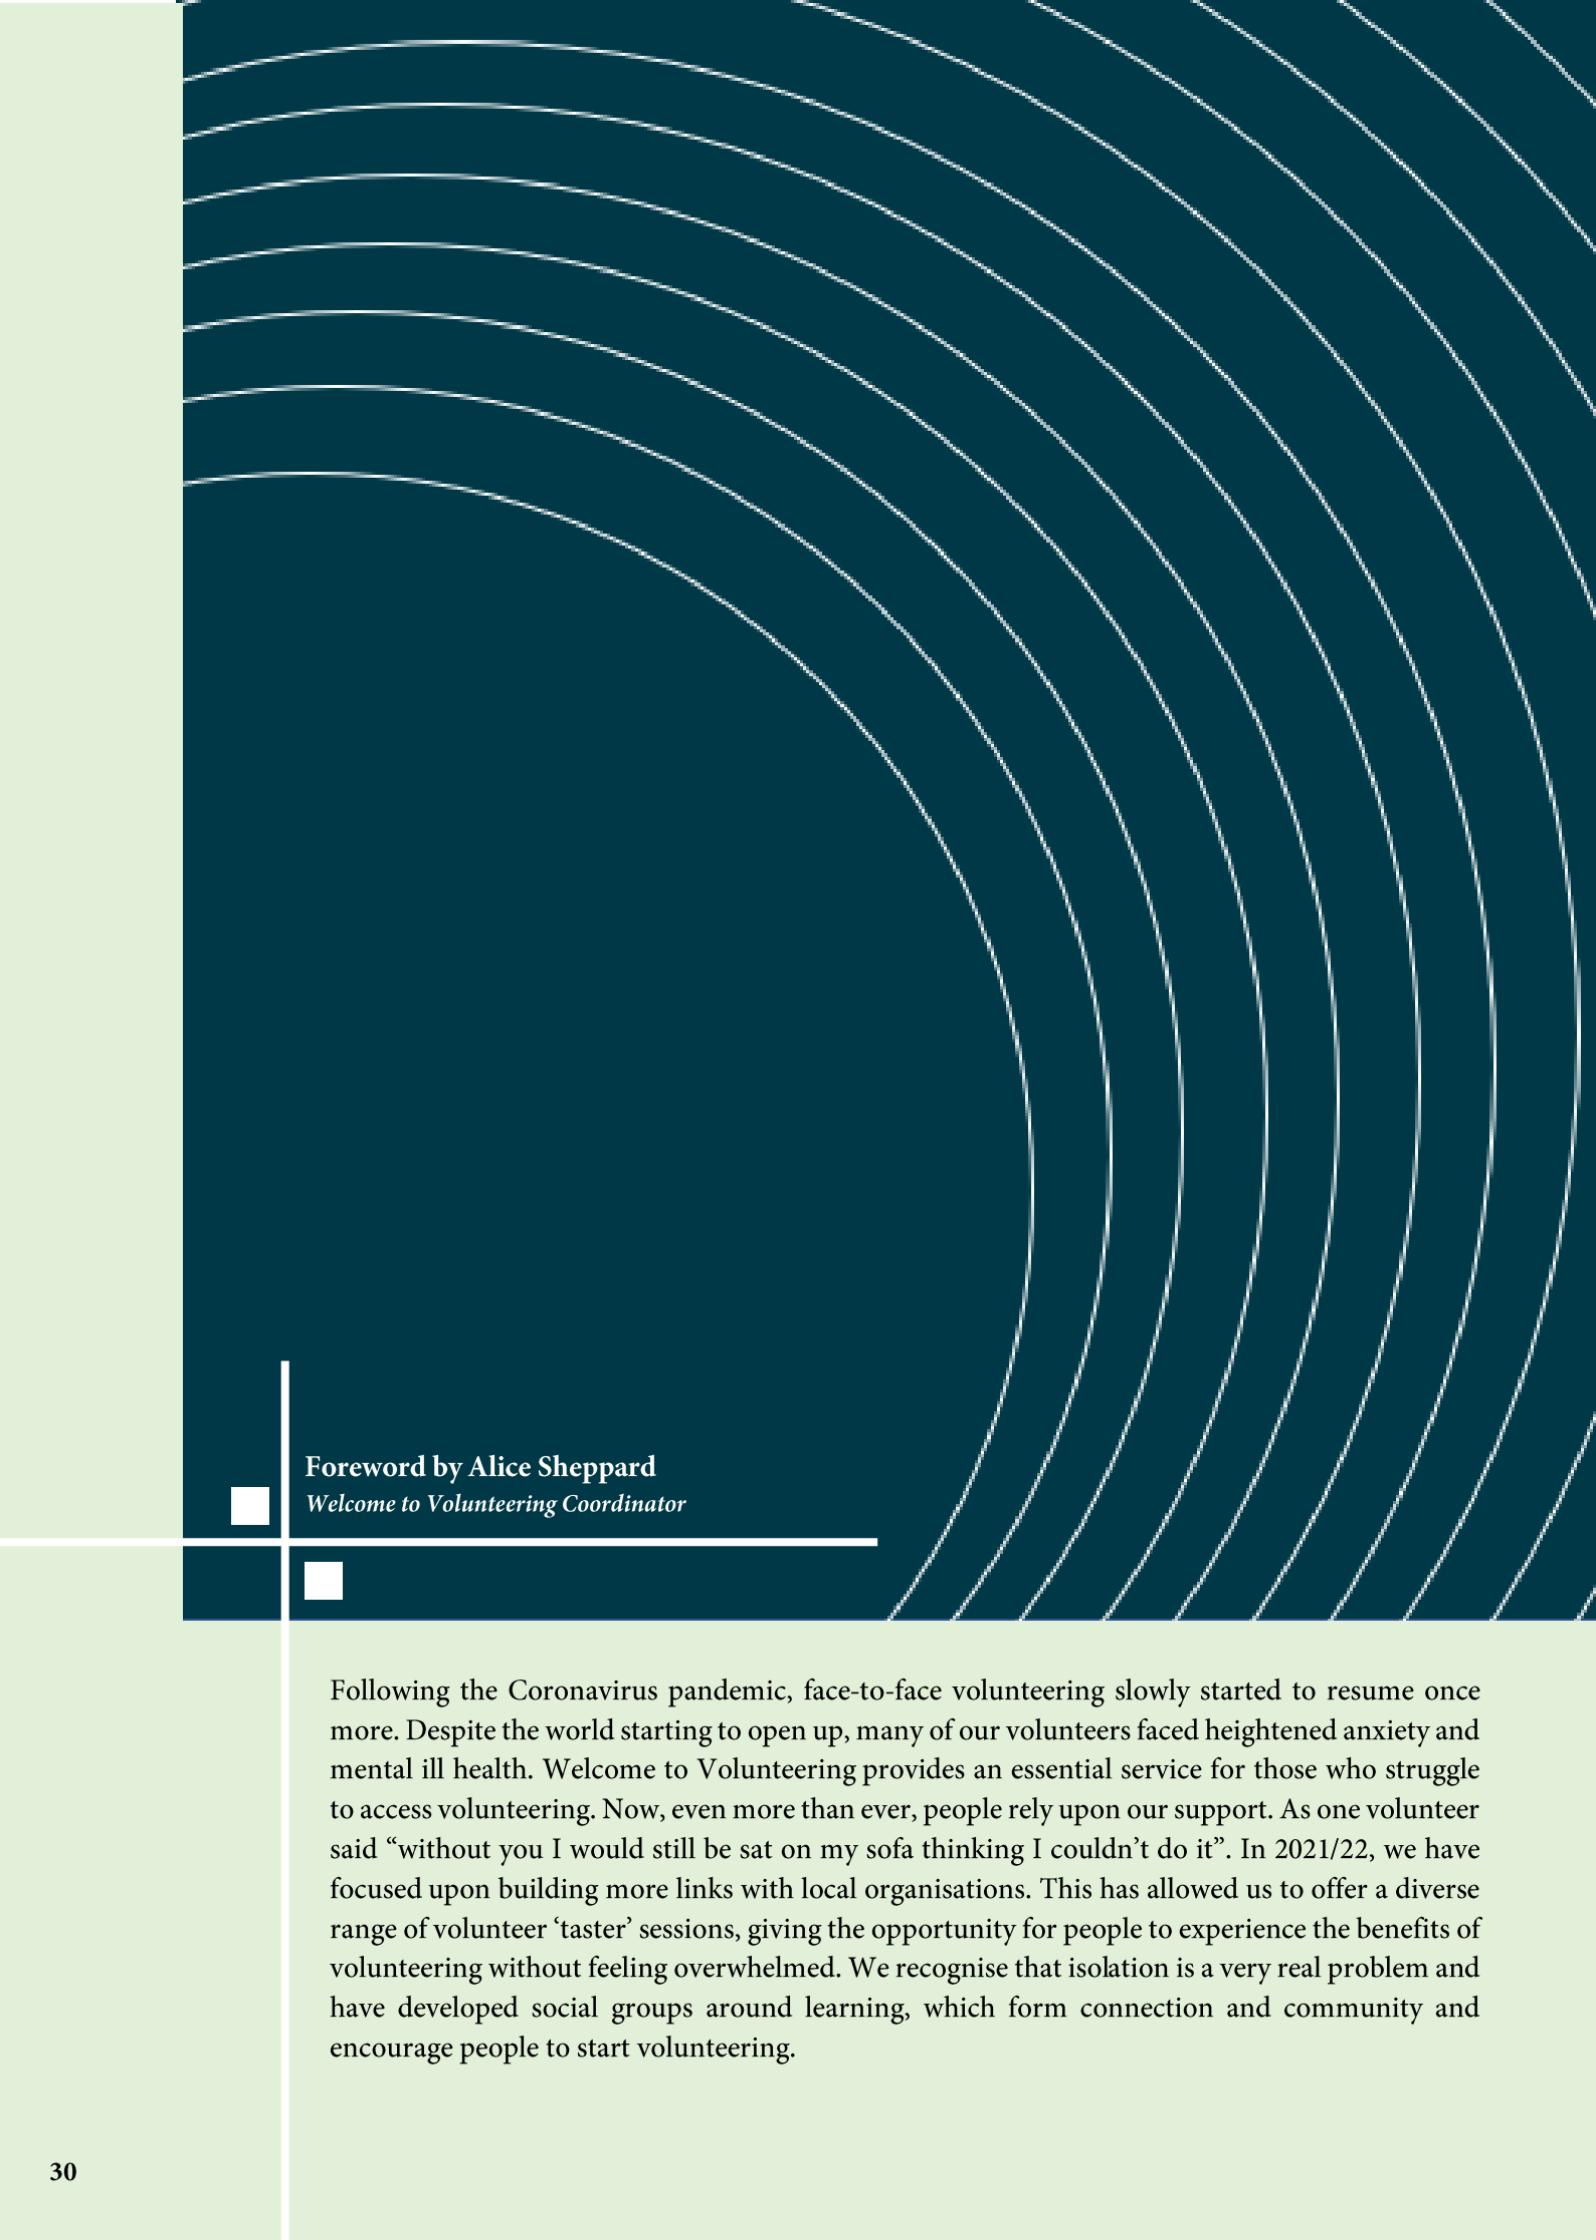 Foreword by Alice Sheppard
Welcome to Volunteering Coordinator
Following the Coronavirus pandemic, face-to-face volunteering slowly started to resume once
more. Despite the world starting to open up, many of our volunteers faced heightened anxiety and
mental ill health. Welcome to Volunteering provides an essential service for those who struggle
to access volunteering. Now, even more than ever, people rely upon our support. As one volunteer
said “without you I would still be sat on my sofa thinking I couldn’t do it”. In 2021/22, we have
focused upon building more links with local organisations. This has allowed us to offer a diverse
range of volunteer ‘taster’ sessions, giving the opportunity for people to experience the benefits of
volunteering without feeling overwhelmed. We recognise that isolation is a very real problem and
have developed social groups around learning, which form connection and community and
encourage people to start volunteering.
30